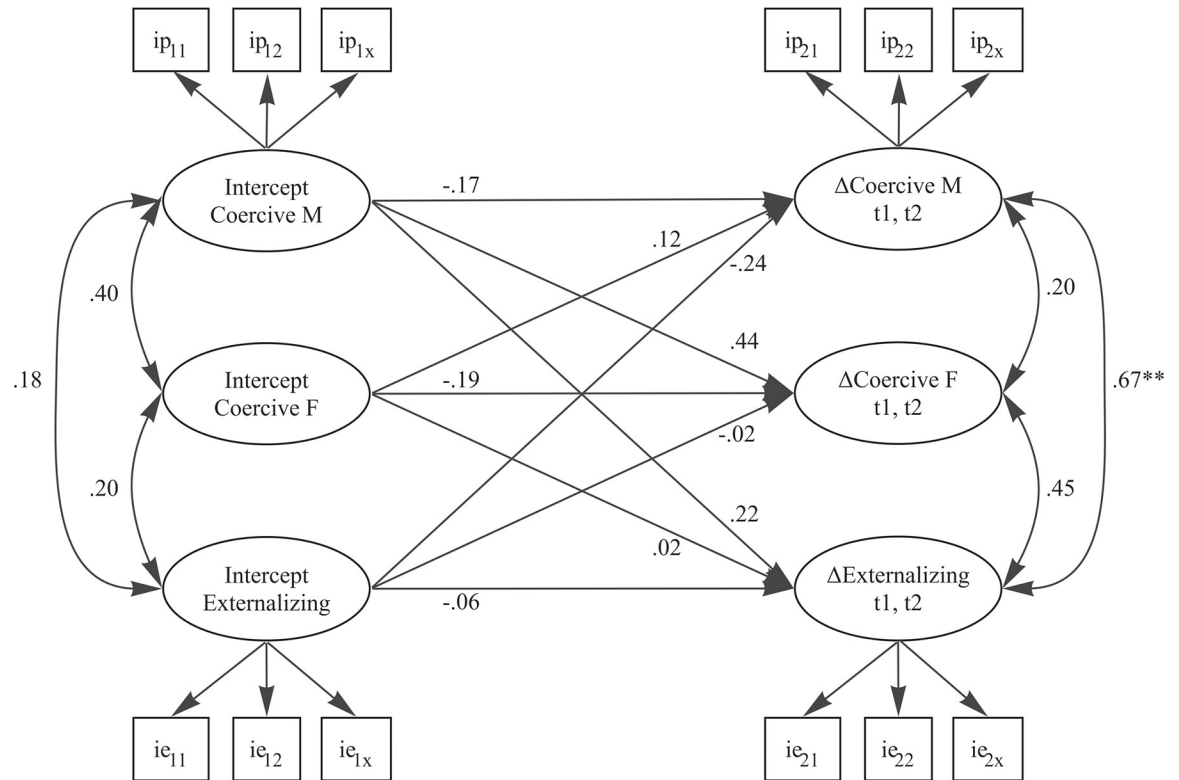 ip11 ip12 ip1x ip21 ip22 ip2x
Intercept
Coercive M
ΔCoercive M
t1, t2
-.17
.12
-.24
.40
.20
.44
.18
Intercept
Coercive F
-.19
ΔCoercive F
t1, t2
.67**
-.02
.20
.45
.22
.02
Intercept
Externalizing
-.06
ΔExternalizing
t1, t2
ie11 ie12 ie1x ie21 ie22 ie2x